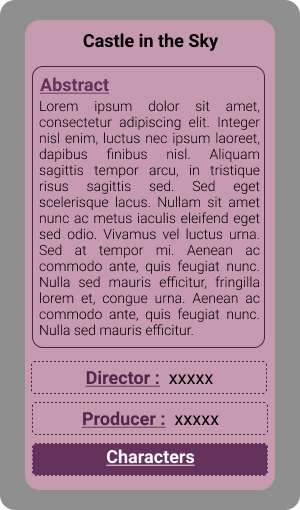 Castle in the Sky
Abstract
Lorem ipsum dolor sit amet,
consectetur adipiscing elit. Integer
nisl enim, luctus nec ipsum laoreet,
dapibus finibus nisl. Aliquam
sagittis tempor arcu, in tristique
risus sagittis sed. Sed eget
scelerisque lacus. Nullam sit amet
nunc ac metus iaculis eleifend eget
sed odio. Vivamus vel luctus urna.
Sed at tempor mi. Aenean ac
commodo ante, quis feugiat nunc.
Nulla sed mauris efficitur, fringilla
lorem et, congue urna. Aenean ac
commodo ante, quis feugiat nunc.
Nulla sed mauris efficitur.
Director : xxxxx
Producer : xxxxx
Characters